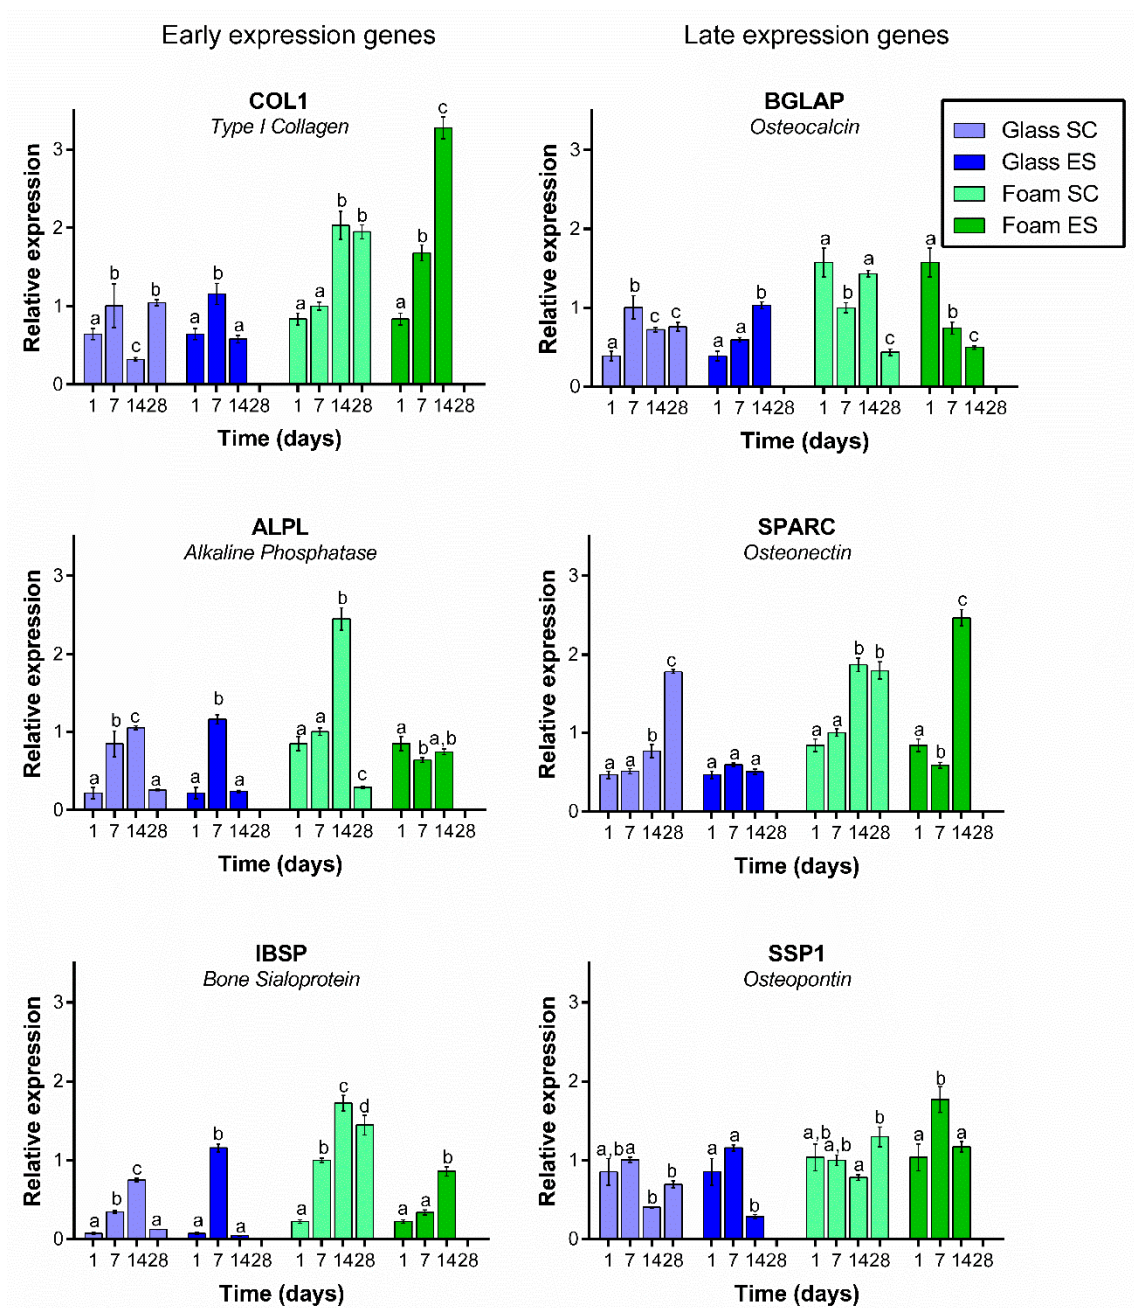 Early expression genes
Late expression genes
COL1
Type I Collagen
Relative expression
3
2
1
0
a b c b a b a a a b b a b c
1 7 1428 1 7 1428 1 7 1428 1 7 1428
Time (days)
BGLAP
Osteocalcin
Relative expression
3
2
1
0
a b c c a a b a b a c a b c
1 7 1428 1 7 1428 1 7 1428 1 7 1428
Time (days)
Glass SC
Glass ES
Foam SC
Foam ES
ALPL
Alkaline Phosphatase
Relative expression
3
2
1
0
a b c a a b a a a b c a b a,b
1 7 1428 1 7 1428 1 7 1428 1 7 1428
Time (days)
SPARC
Osteonectin
Relative expression
3
2
1
0
a a b c a a a a a b b a b c
1 7 1428 1 7 1428 1 7 1428 1 7 1428
Time (days)
IBSP
Bone Sialoprotein
Relative expression
3
2
1
0
a b c a a b a a b c d a a b
1 7 1428 1 7 1428 1 7 1428 1 7 1428
Time (days)
SSP1
Osteopontin
Relative expression
3
2
1
0
a,b a b b a a b a,b a,b a b a b a
1 7 1428 1 7 1428 1 7 1428 1 7 1428
Time (days)